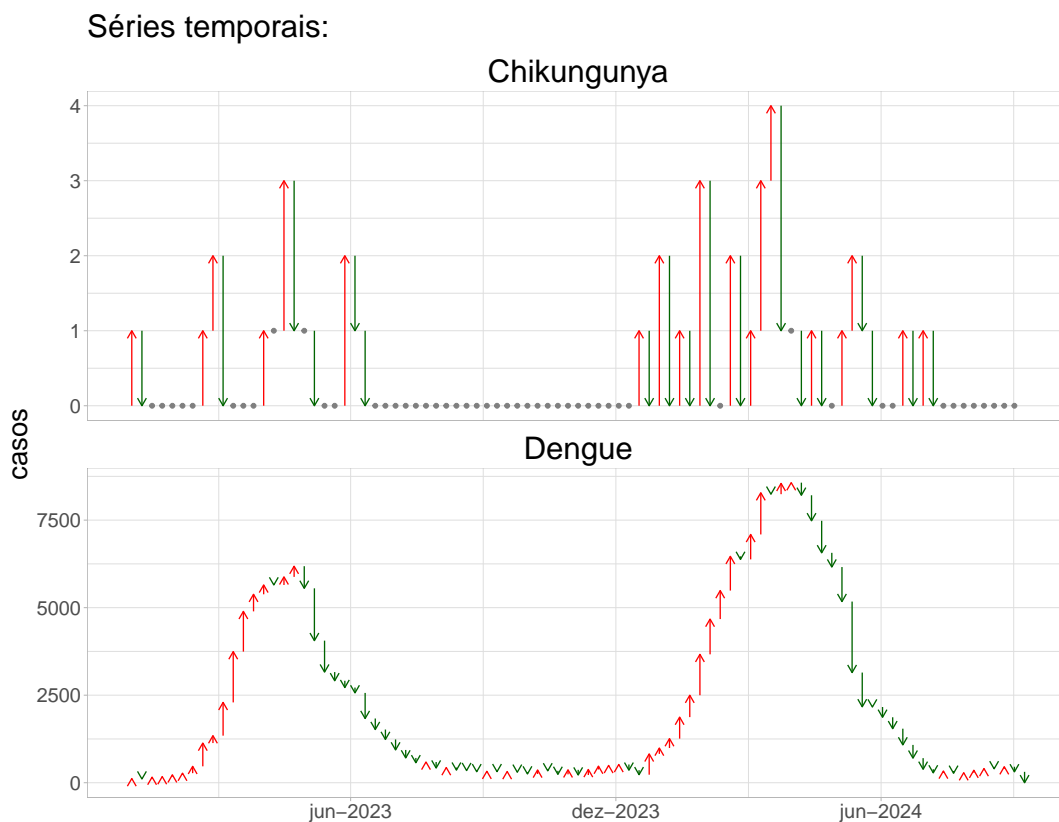 Séries temporais:
Chikungunya
4
3
2
1
0
casos
Dengue
7500
5000
2500
0
jun–2023
dez–2023
jun–2024